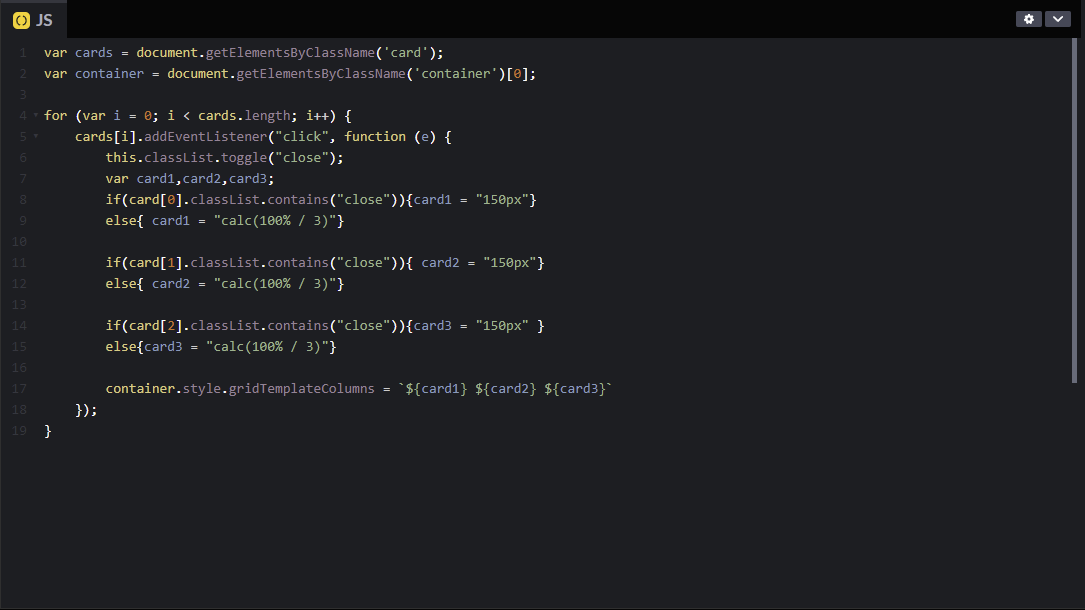 JS
1 var cards = document.getElementsByClassName('card');
2 var container = document.getElementsByClassName('container')[0];
3
4 for (var i = 0; i < cards.length; i++) {
5     cards[i].addEventListener("click", function (e) {
6         this.classList.toggle("close");
7         var card1,card2,card3;
8         if(card[0].classList.contains("close")){card1 = "150px"}
9         else{ card1 = "calc(100% / 3)"}
10
11         if(card[1].classList.contains("close")){ card2 = "150px"}
12         else{ card2 = "calc(100% / 3)"}
13
14         if(card[2].classList.contains("close")){card3 = "150px" }
15         else{card3 = "calc(100% / 3)"}
16
17         container.style.gridTemplateColumns = `${card1} ${card2} ${card3}`
18     });
19 }